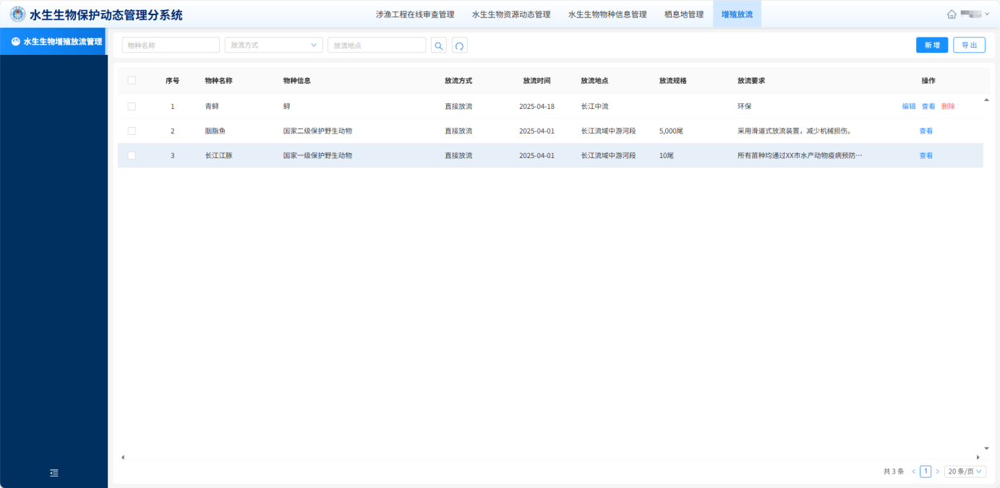 水生生物保护动态管理分系统 涉渔工程在线审查管理 水生生物资源动态管理 水生生物物种信息管理 栖息地管理 增殖放流
水生生物增殖放流管理
物种名称 放流方式 放流地点 新增 导出
序号 物种名称 物种信息 放流方式 放流时间 放流地点 放流规格 放流要求 操作
1 青鲟 鲟 直接放流 2025-04-18 长江中流 环保 编辑 查看 删除
2 胭脂鱼 国家二级保护野生动物 直接放流 2025-04-01 长江流域中游河段 5,000尾 采用滑道式放流装置，减少机械损伤。 查看
3 长江江豚 国家一级保护野生动物 直接放流 2025-04-01 长江流域中游河段 10尾 所有苗种均通过XX市水产动物疫病预防… 查看
共 3 条 < 1 > 20 条/页